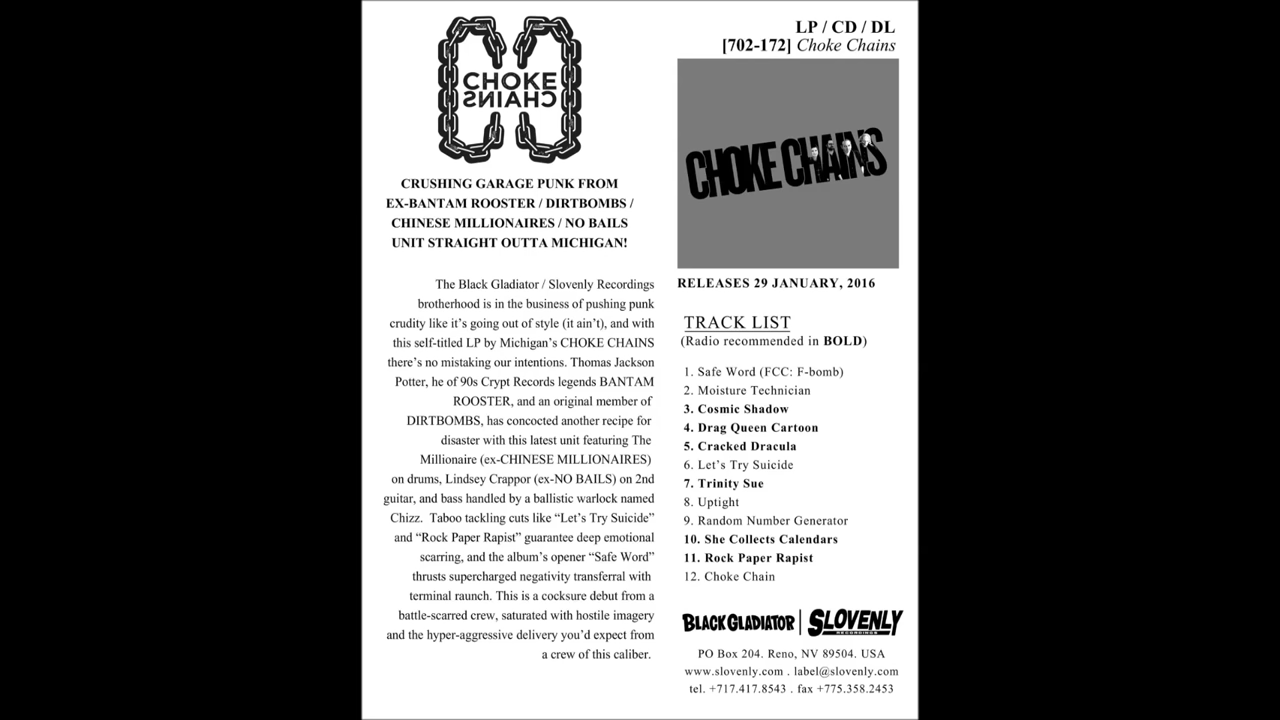 CHOKE
CHAINS
CRUSHING GARAGE PUNK FROM
EX-BANTAM ROOSTER / DIRTBOMBS /
CHINESE MILLIONAIRES / NO BAILS
UNIT STRAIGHT OUTTA MICHIGAN!
The Black Gladiator / Slovenly Recordings
brotherhood is in the business of pushing punk
crudity like it’s going out of style (it ain’t), and with
this self-titled LP by Michigan’s CHOKE CHAINS
there’s no mistaking our intentions. Thomas Jackson
Potter, he of 90s Crypt Records legends BANTAM
ROOSTER, and an original member of
DIRTBOMBS, has concocted another recipe for
disaster with this latest unit featuring The
Millionaire (ex-CHINESE MILLIONAIRES)
on drums, Lindsey Crappor (ex-NO BAILS) on 2nd
guitar, and bass handled by a ballistic warlock named
Chizz. Taboo tackling cuts like “Let’s Try Suicide”
and “Rock Paper Rapist” guarantee deep emotional
scarring, and the album’s opener “Safe Word”
thrusts supercharged negativity transferral with
terminal raunch. This is a cocksure debut from a
battle-scarred crew, saturated with hostile imagery
and the hyper-aggressive delivery you’d expect from
a crew of this caliber.
LP / CD / DL
[702-172] Choke Chains
CHOKE CHAINS
RELEASES 29 JANUARY, 2016
TRACK LIST
(Radio recommended in BOLD)
1. Safe Word (FCC: F-bomb)
2. Moisture Technician
3. Cosmic Shadow
4. Drag Queen Cartoon
5. Cracked Dracula
6. Let’s Try Suicide
7. Trinity Sue
8. Uptight
9. Random Number Generator
10. She Collects Calendars
11. Rock Paper Rapist
12. Choke Chain
BLACK GLADIATOR | SLOVENLY
RECORDINGS
PO Box 204. Reno, NV 89504. USA
www.slovenly.com . label@slovenly.com
tel. +717.417.8543 . fax +775.358.2453